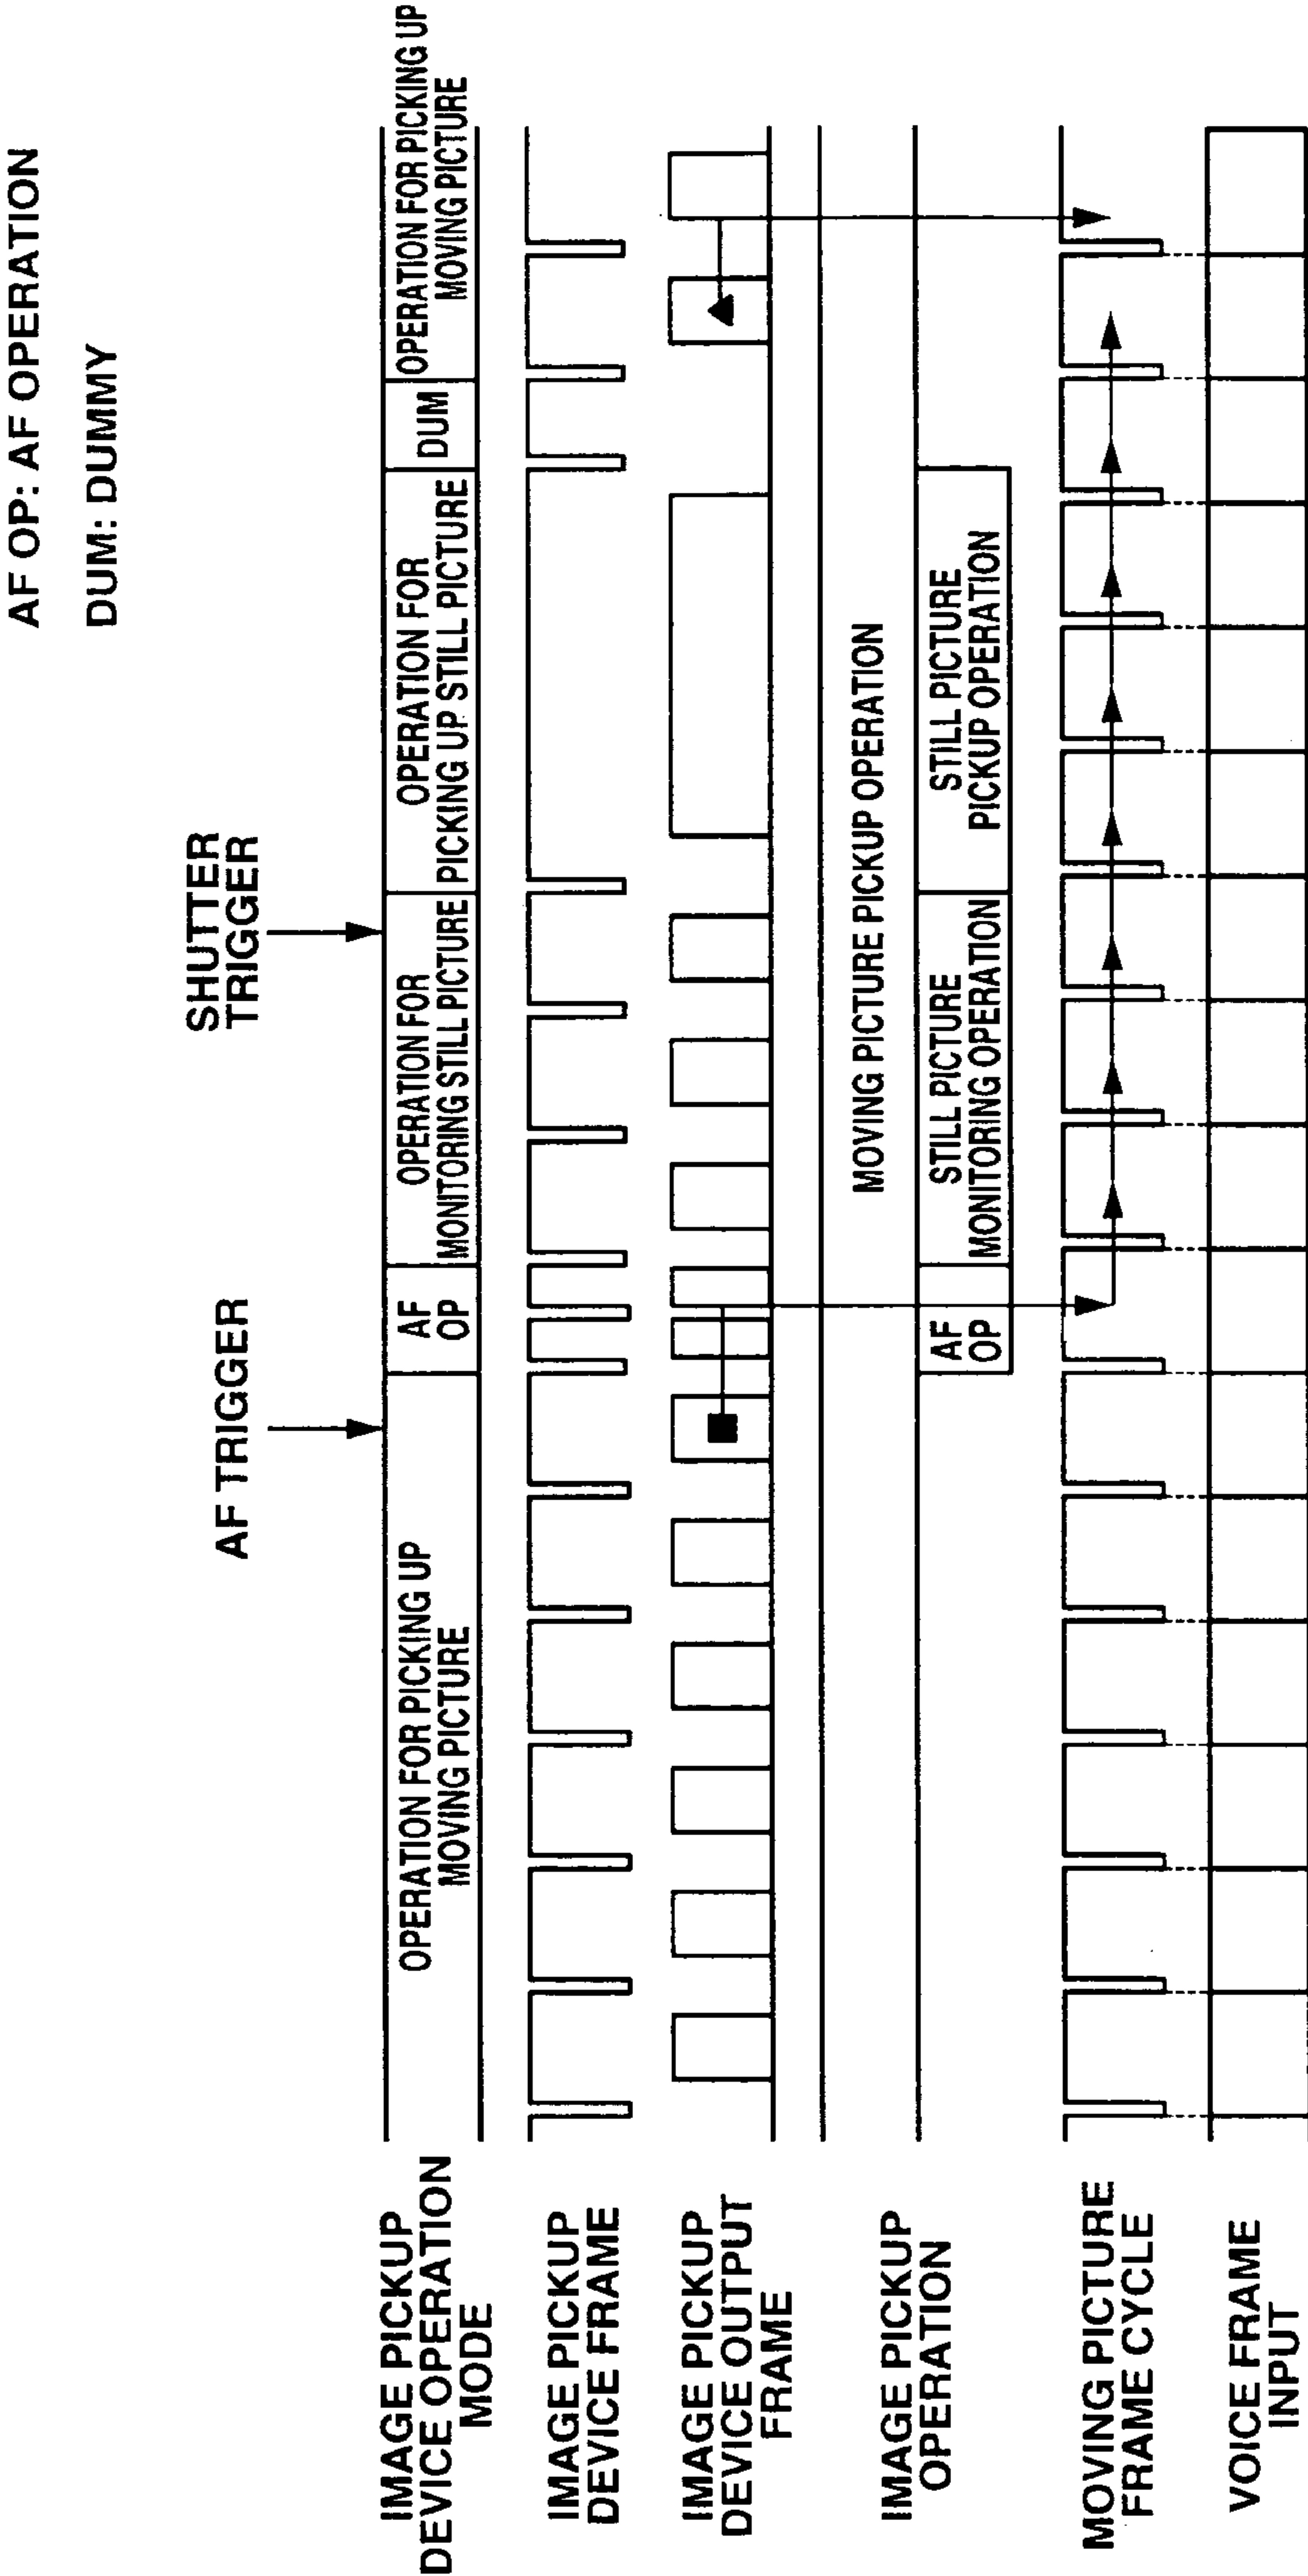 AF OP: AF OPERATION
DUM: DUMMY
AF TRIGGER
SHUTTER
TRIGGER
IMAGE PICKUP
DEVICE OPERATION
MODE
OPERATION FOR PICKING UP
MOVING PICTURE
AF
OP
OPERATION FOR
MONITORING STILL PICTURE
OPERATION FOR
PICKING UP STILL PICTURE
DUM
OPERATION FOR PICKING UP
MOVING PICTURE
IMAGE PICKUP
DEVICE FRAME
IMAGE PICKUP
DEVICE OUTPUT
FRAME
IMAGE PICKUP
OPERATION
MOVING PICTURE PICKUP OPERATION
AF
OP
STILL PICTURE
MONITORING OPERATION
STILL PICTURE
PICKUP OPERATION
MOVING PICTURE
FRAME CYCLE
VOICE FRAME
INPUT